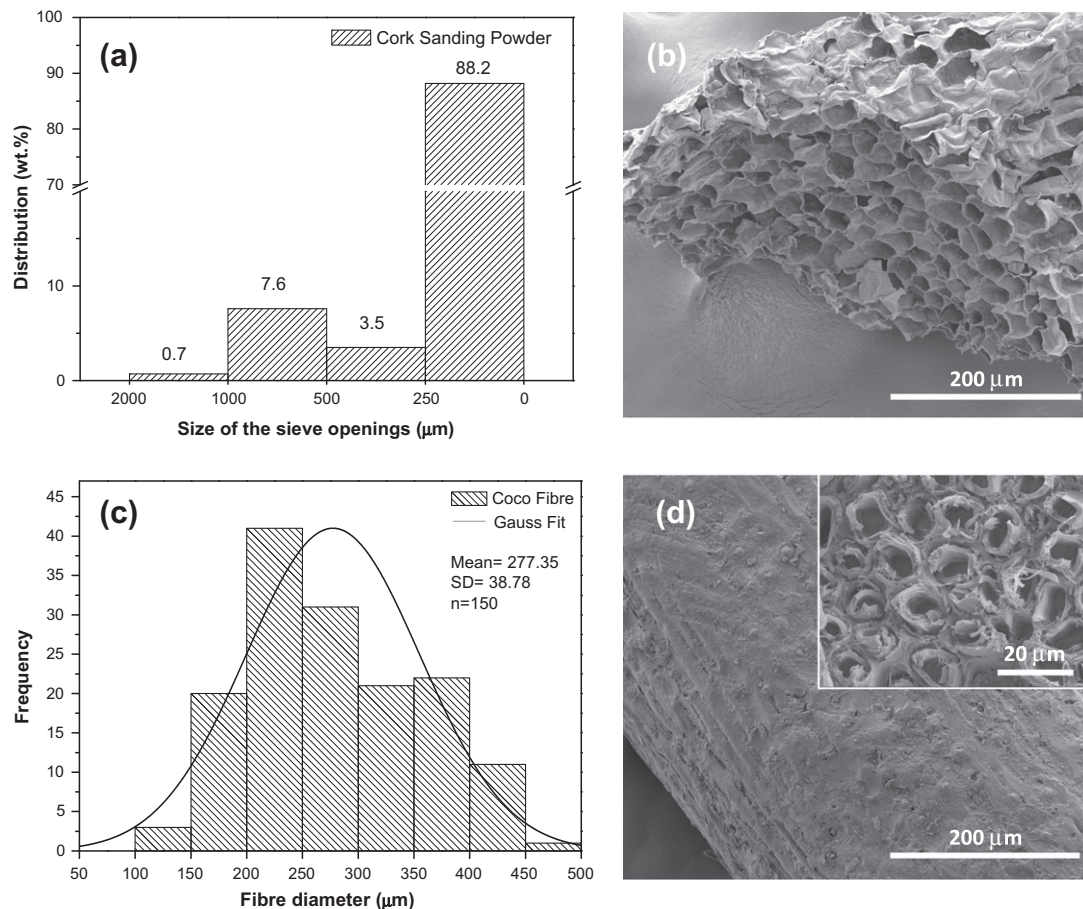 (a)
Cork Sanding Powder
100
90
80
70
10
0
0.7
7.6
3.5
88.2
2000 1000 500 250 0
Distribution (wt.%)
Size of the sieve openings (μm)
(b)
200 μm
(c)
Coco Fibre
Gauss Fit
Mean= 277.35
SD= 38.78
n=150
45
40
35
30
25
20
15
10
5
0
50 100 150 200 250 300 350 400 450 500
Frequency
Fibre diameter (μm)
(d)
20 μm
200 μm